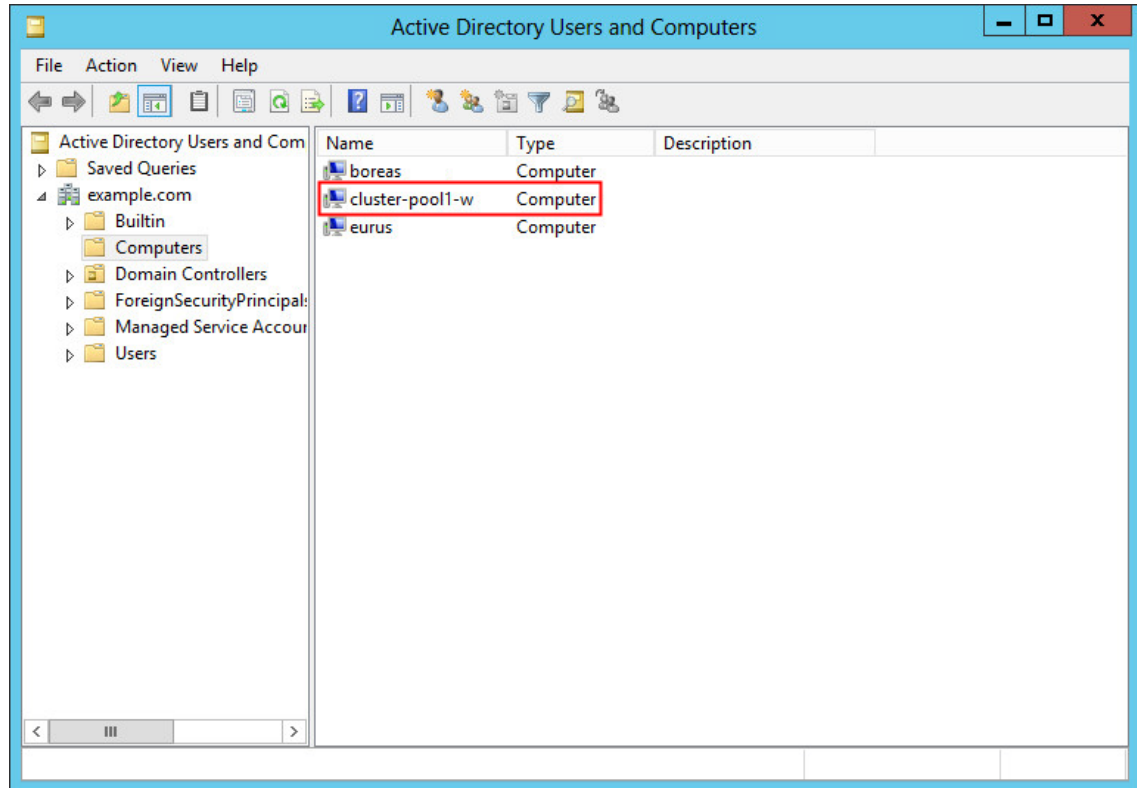 Active Directory Users and Computers
File Action View Help
Active Directory Users and Com
Saved Queries
example.com
Builtin
Computers
Domain Controllers
ForeignSecurityPrincipals
Managed Service Accour
Users
Name Type Description
boreas Computer
cluster-pool1-w Computer
eurus Computer